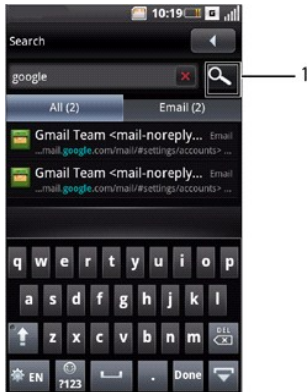 10:19
Search
google
1
All (2) Email (2)
Gmail Team <mail-noreply... Email
...mail.google.com/mail/#settings/accounts> ...
Gmail Team <mail-noreply... Email
...mail.google.com/mail/#settings/accounts> ...
q w e r t y u i o p
a s d f g h j k l
z x c v b n m DEL
EN ?123 . Done